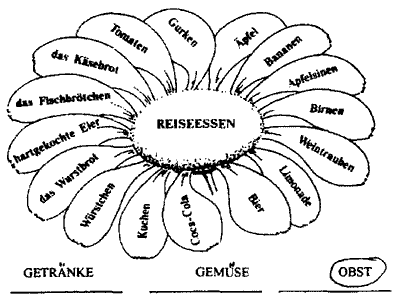 Gurken
Äpfel
Bananen
Apfelsinen
Birnen
Weintrauben
Limonade
Bier
Coca-Cola
Kuchen
Würstchen
das Wurstbrot
hartgekochte Eier
das Fischbrötchen
das Käsebrot
Tomaten
REISEESSEN
GETRÄNKE GEMÜSE OBST